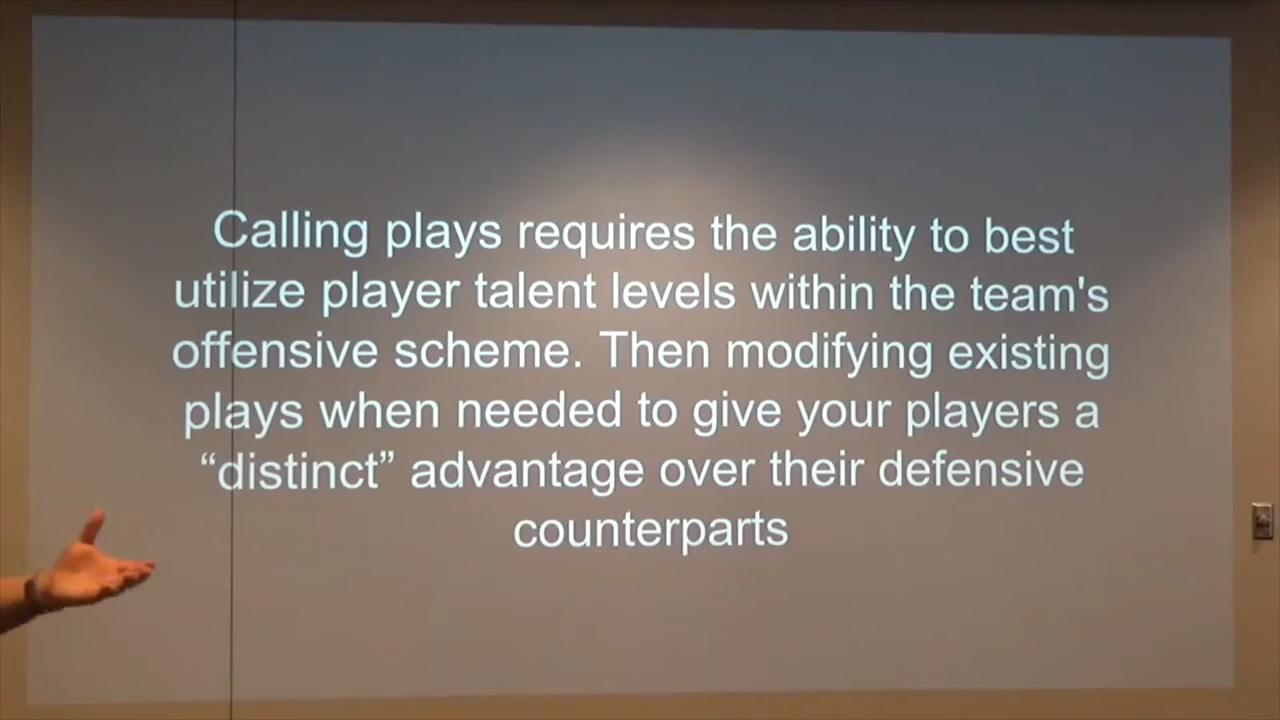 Calling plays requires the ability to best
utilize player talent levels within the team's
offensive scheme. Then modifying existing
plays when needed to give your players a
“distinct” advantage over their defensive
counterparts